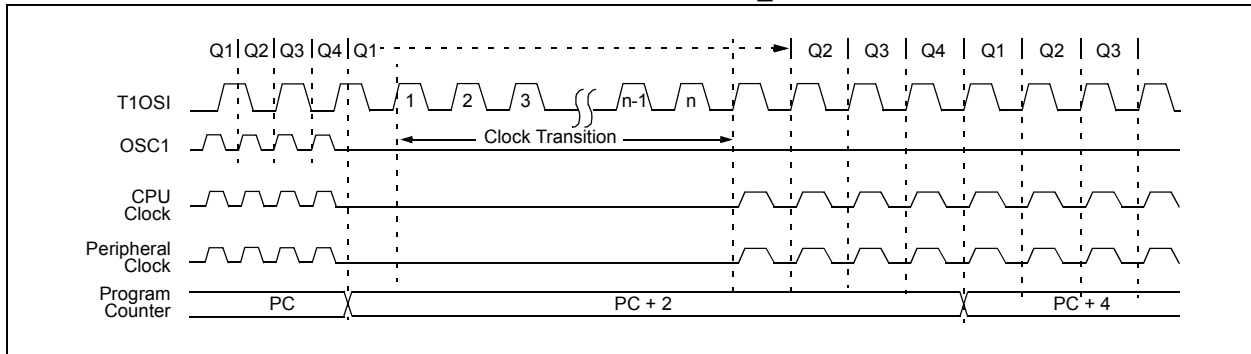 Q1 Q2 Q3 Q4 Q1 Q2 Q3 Q4 Q1 Q2 Q3
T1OSI 1 2 3 n-1 n
Clock Transition
OSC1
CPU
Clock
Peripheral
Clock
Program
Counter
PC PC + 2 PC + 4